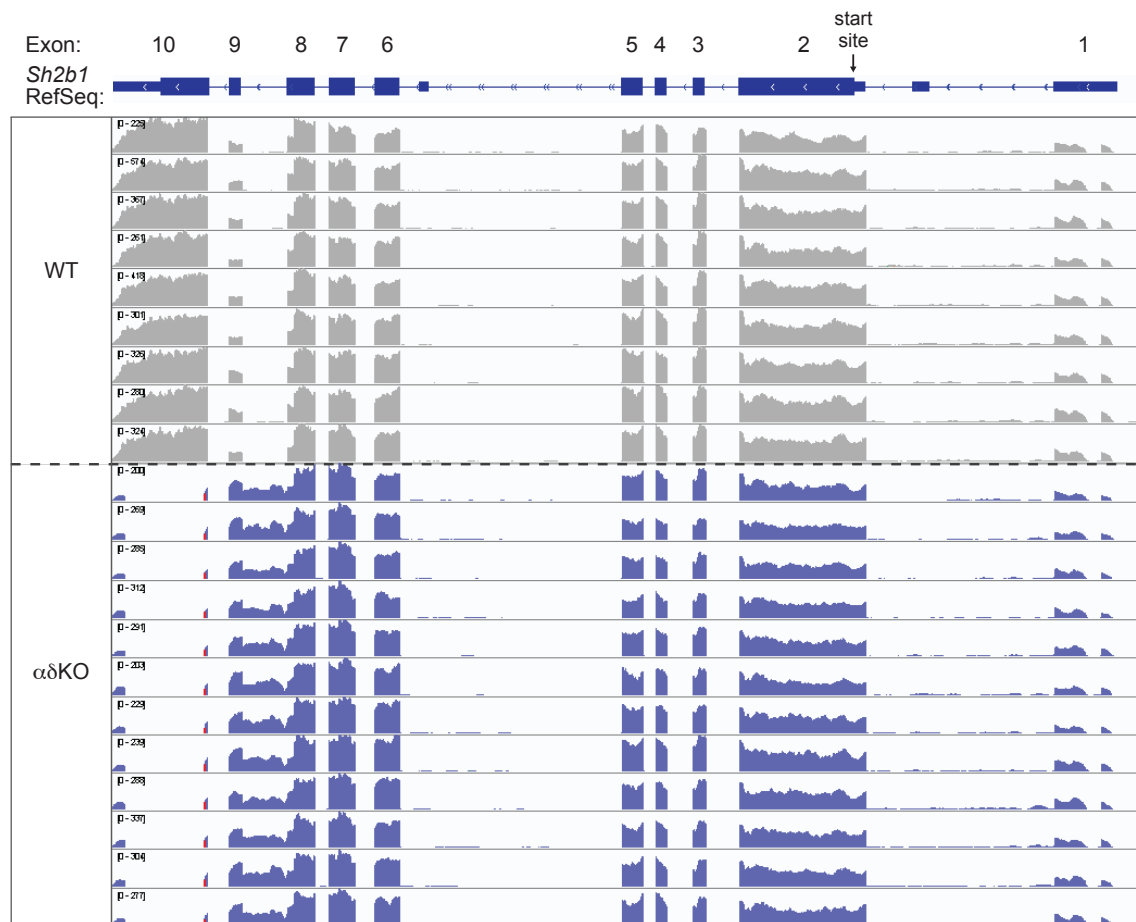 start
site
Exon: 10 9 8 7 6 5 4 3 2 1
Sh2b1
RefSeq:
WT
[0 - 225]
[0 - 574]
[0 - 367]
[0 - 261]
[0 - 418]
[0 - 301]
[0 - 326]
[0 - 280]
[0 - 324]
αδKO
[0 - 200]
[0 - 269]
[0 - 285]
[0 - 312]
[0 - 291]
[0 - 203]
[0 - 229]
[0 - 239]
[0 - 288]
[0 - 337]
[0 - 304]
[0 - 277]